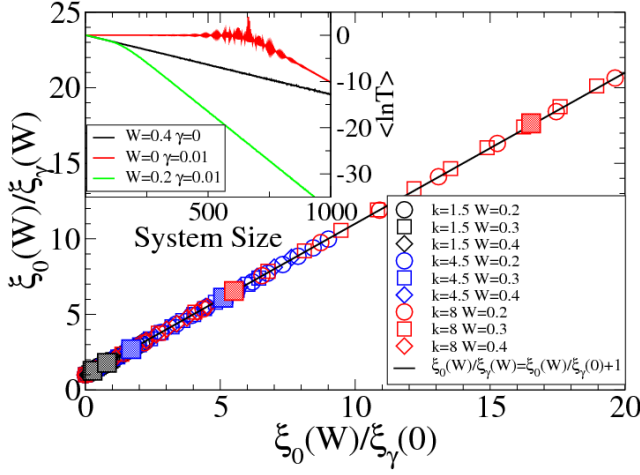 25
20
15
10
5
0
ξ₀(W)/ξᵧ(W)
0
5
10
15
20
ξ₀(W)/ξᵧ(0)
0
-10
-20
-30
<lnT>
500
1000
System Size
W=0.4 γ=0
W=0 γ=0.01
W=0.2 γ=0.01
k=1.5 W=0.2
k=1.5 W=0.3
k=1.5 W=0.4
k=4.5 W=0.2
k=4.5 W=0.3
k=4.5 W=0.4
k=8 W=0.2
k=8 W=0.3
k=8 W=0.4
ξ₀(W)/ξᵧ(W)=ξ₀(W)/ξᵧ(0)+1